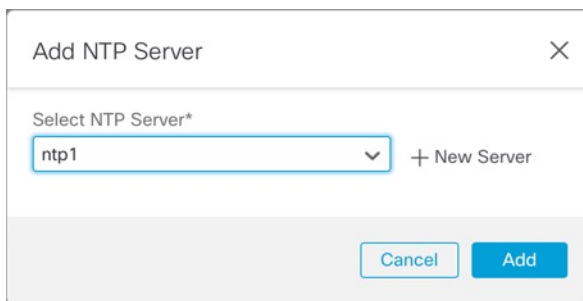 Add NTP Server
Select NTP Server*
ntp1
+ New Server
Cancel Add